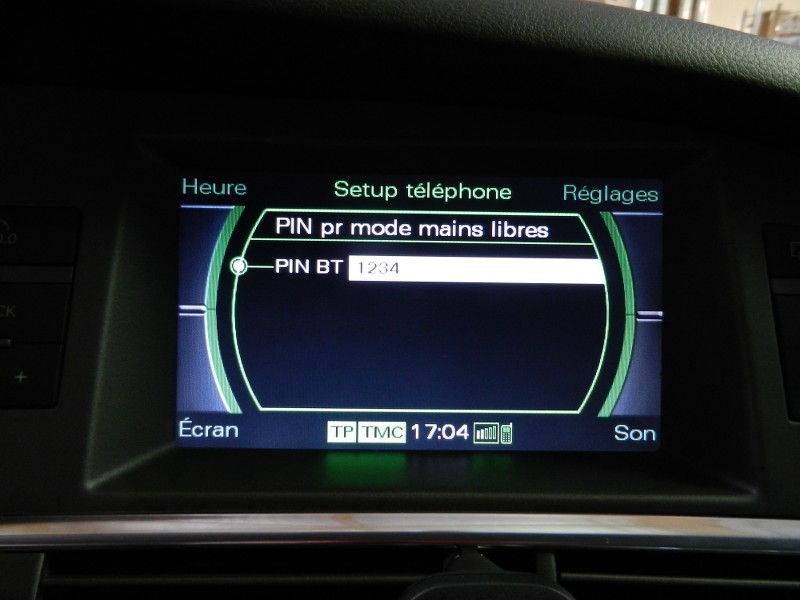 Heure Setup téléphone Réglages
PIN pr mode mains libres
PIN BT 1234
Écran TP TMC 17:04 Son
+